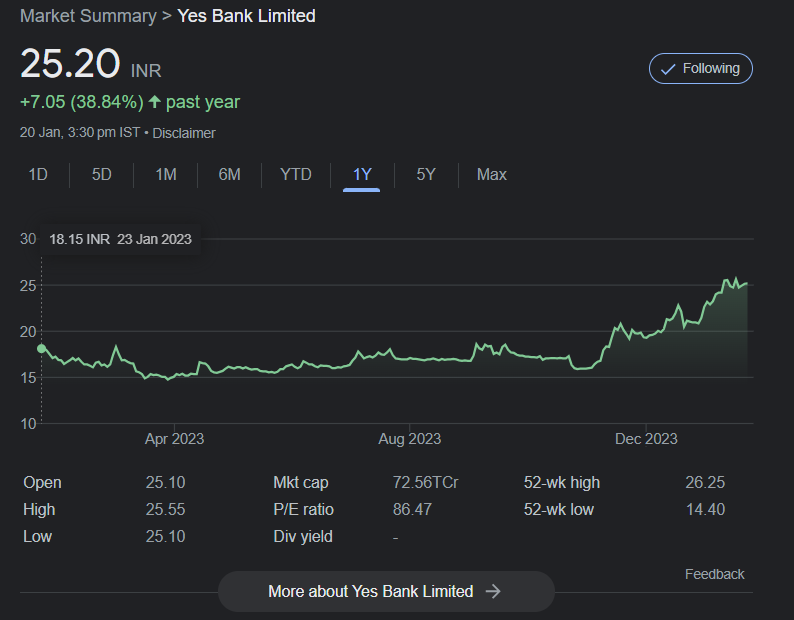 Market Summary > Yes Bank Limited
25.20 INR
✓ Following
+7.05 (38.84%) ↑ past year
20 Jan, 3:30 pm IST • Disclaimer
1D 5D 1M 6M YTD 1Y 5Y Max
30
18.15 INR 23 Jan 2023
25
20
15
10
Apr 2023 Aug 2023 Dec 2023
Open 25.10 Mkt cap 72.56TCr 52-wk high 26.25
High 25.55 P/E ratio 86.47 52-wk low 14.40
Low 25.10 Div yield -
Feedback
More about Yes Bank Limited →